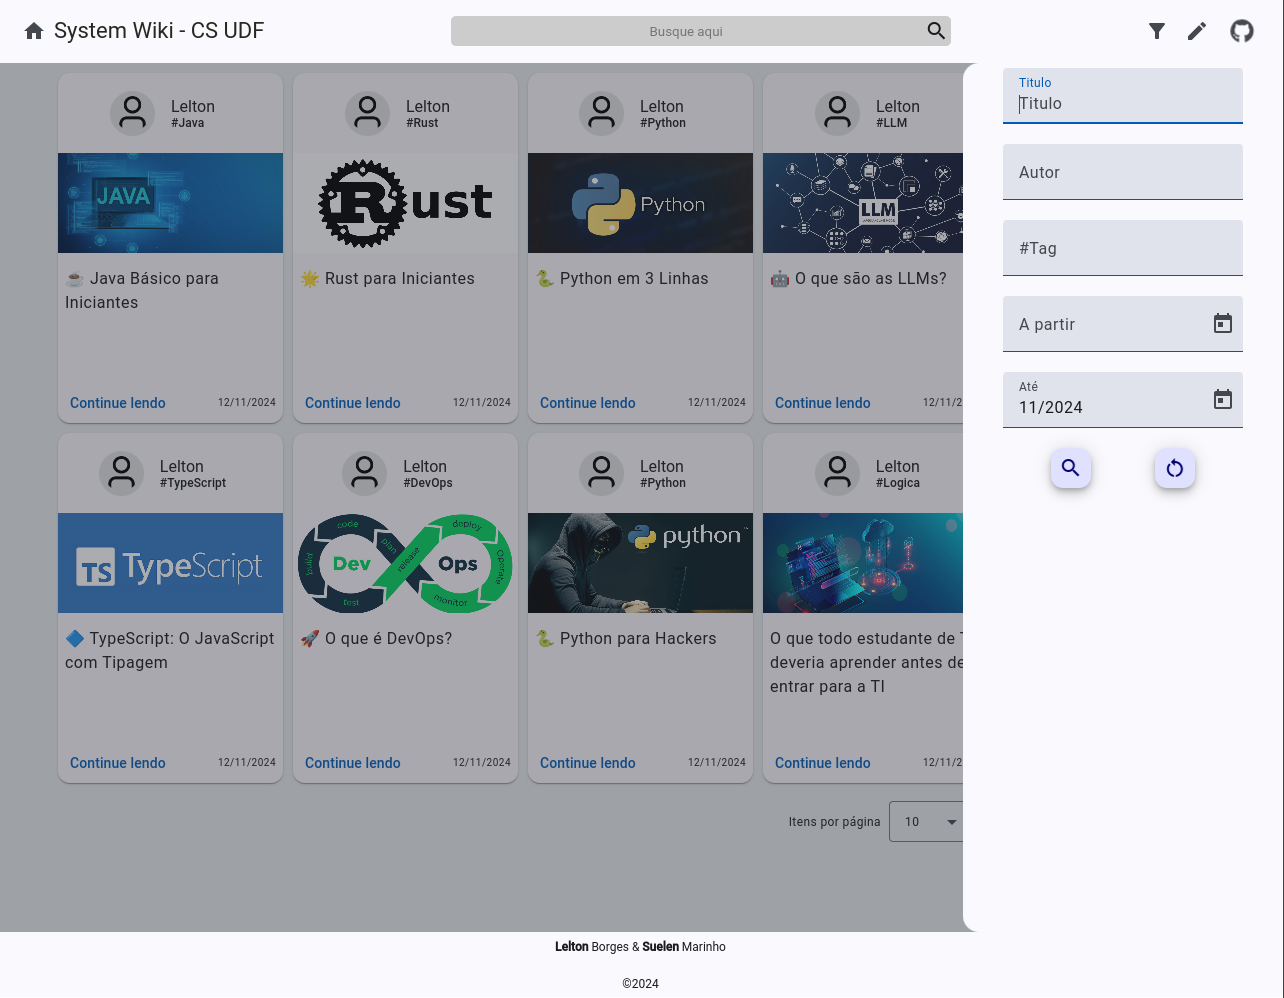 System Wiki - CS UDF
Busque aqui
Lelton
#Java
JAVA
☕ Java Básico para
Iniciantes
Continue lendo
12/11/2024
Lelton
#Rust
Rust
🌟 Rust para Iniciantes
Continue lendo
12/11/2024
Lelton
#Python
Python
🐍 Python em 3 Linhas
Continue lendo
12/11/2024
Lelton
#LLM
LLM
🤖 O que são as LLMs?
Continue lendo
12/11/2
Lelton
#TypeScript
TS TypeScript
🔷 TypeScript: O JavaScript
com Tipagem
Continue lendo
12/11/2024
Lelton
#DevOps
code
build
plan
test
release
deploy
Operate
monitor
Dev
Ops
🚀 O que é DevOps?
Continue lendo
12/11/2024
Lelton
#Python
python™
🐍 Python para Hackers
Continue lendo
12/11/2024
Lelton
#Logica
O que todo estudante de T
deveria aprender antes de
entrar para a TI
Continue lendo
12/11/2
Itens por página
10
Titulo
Titulo
Autor
#Tag
A partir
Até
11/2024
Lelton Borges & Suelen Marinho
©2024